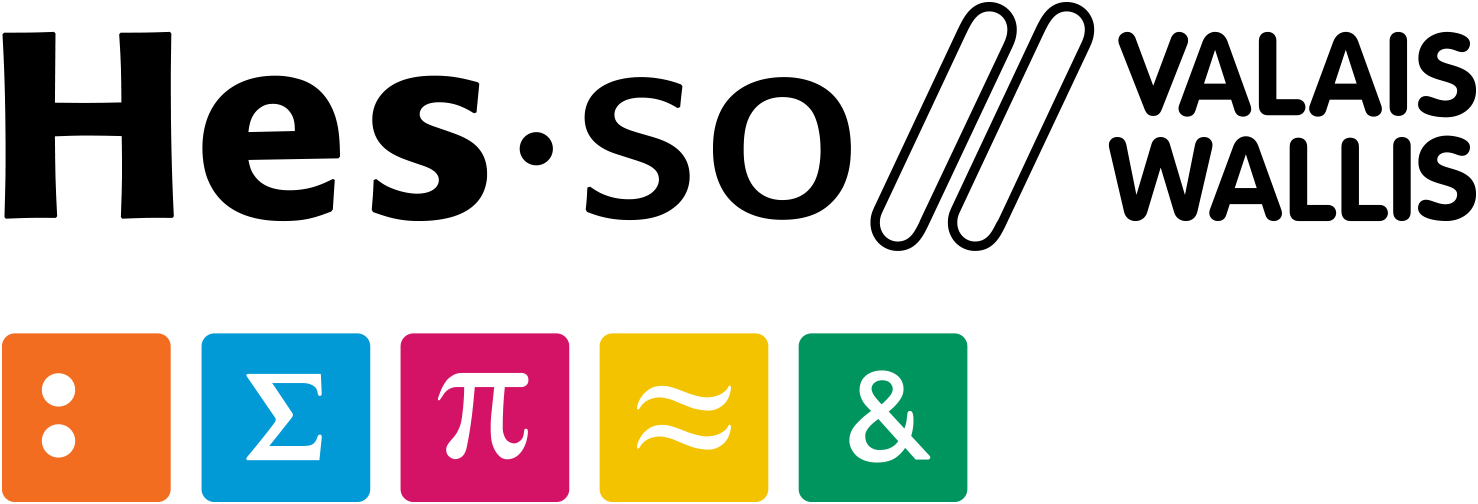 Hes·so // VALAIS
WALLIS
: Σ π ≈ &